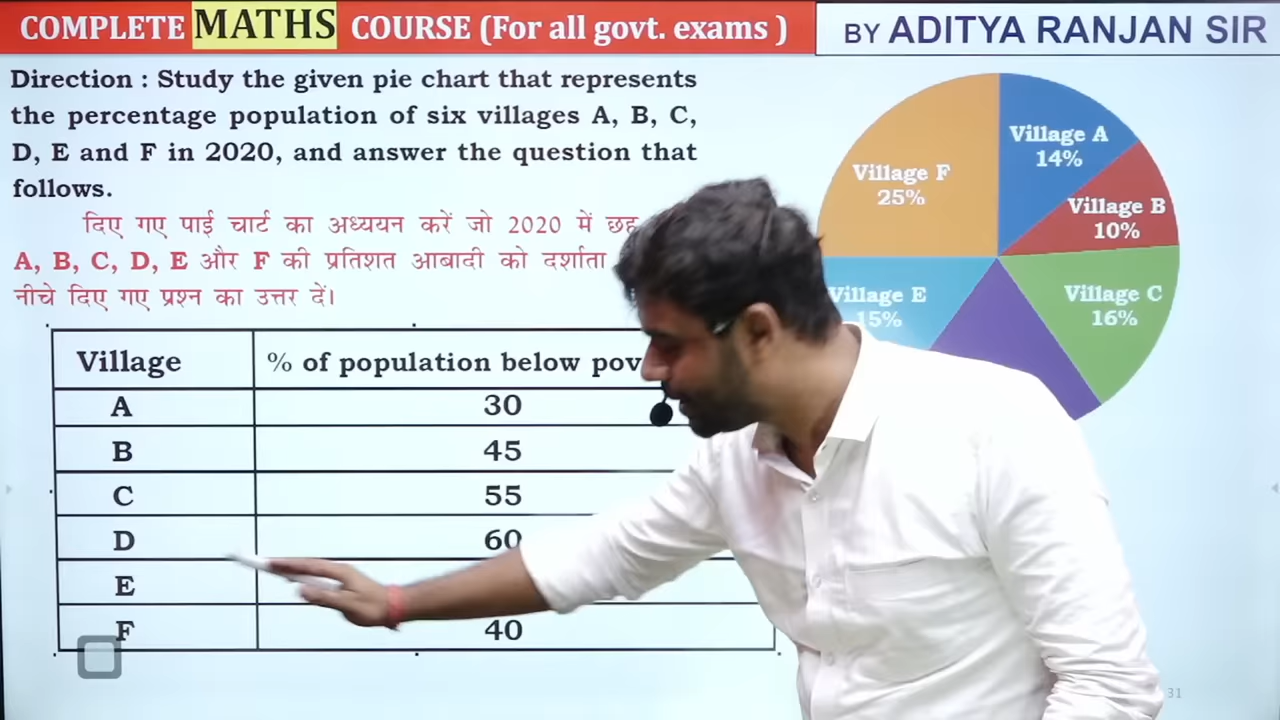 COMPLETE MATHS COURSE (For all govt. exams )
BY ADITYA RANJAN SIR
Direction : Study the given pie chart that represents
the percentage population of six villages A, B, C,
D, E and F in 2020, and answer the question that
follows.
दिए गए पाई चार्ट का अध्ययन करें जो 2020 में छह
A, B, C, D, E और F की प्रतिशत आबादी को दर्शाता
नीचे दिए गए प्रश्न का उत्तर दें।
Village % of population below
A 30
B 45
C 55
D 60
E
F 40
Village A
14%
Village B
10%
Village C
16%
Village E
15%
Village F
25%
31